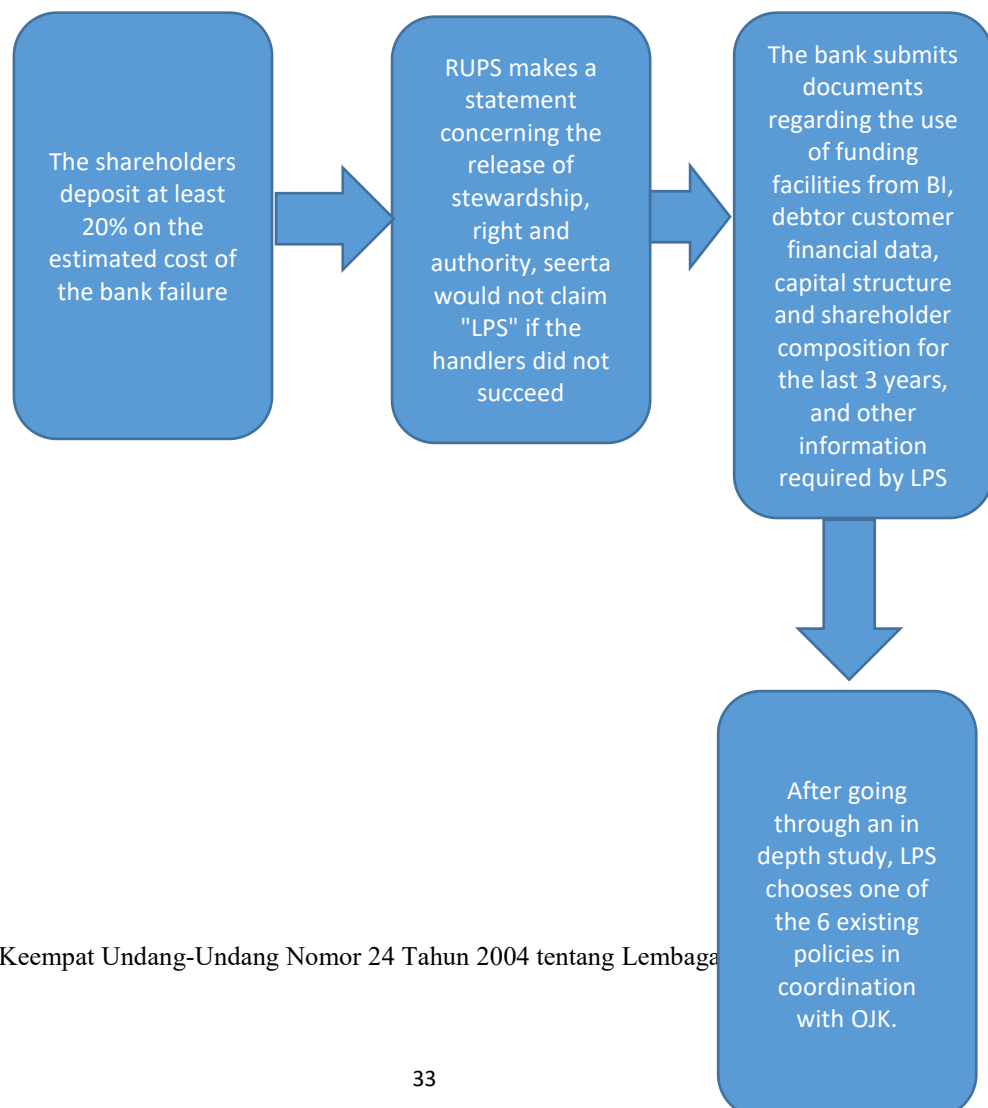 The shareholders
deposit at least
20% on the
estimated cost of
the bank failure
RUPS makes a
statement
concerning the
release of
stewardship,
right and
authority, seerta
would not claim
"LPS" if the
handlers did not
succeed
The bank submits
documents
regarding the use
of funding
facilities from BI,
debtor customer
financial data,
capital structure
and shareholder
composition for
the last 3 years,
and other
information
required by LPS
After going
through an in
depth study, LPS
chooses one of
the 6 existing
policies in
coordination
with OJK.
Keempat Undang-Undang Nomor 24 Tahun 2004 tentang Lembaga
33